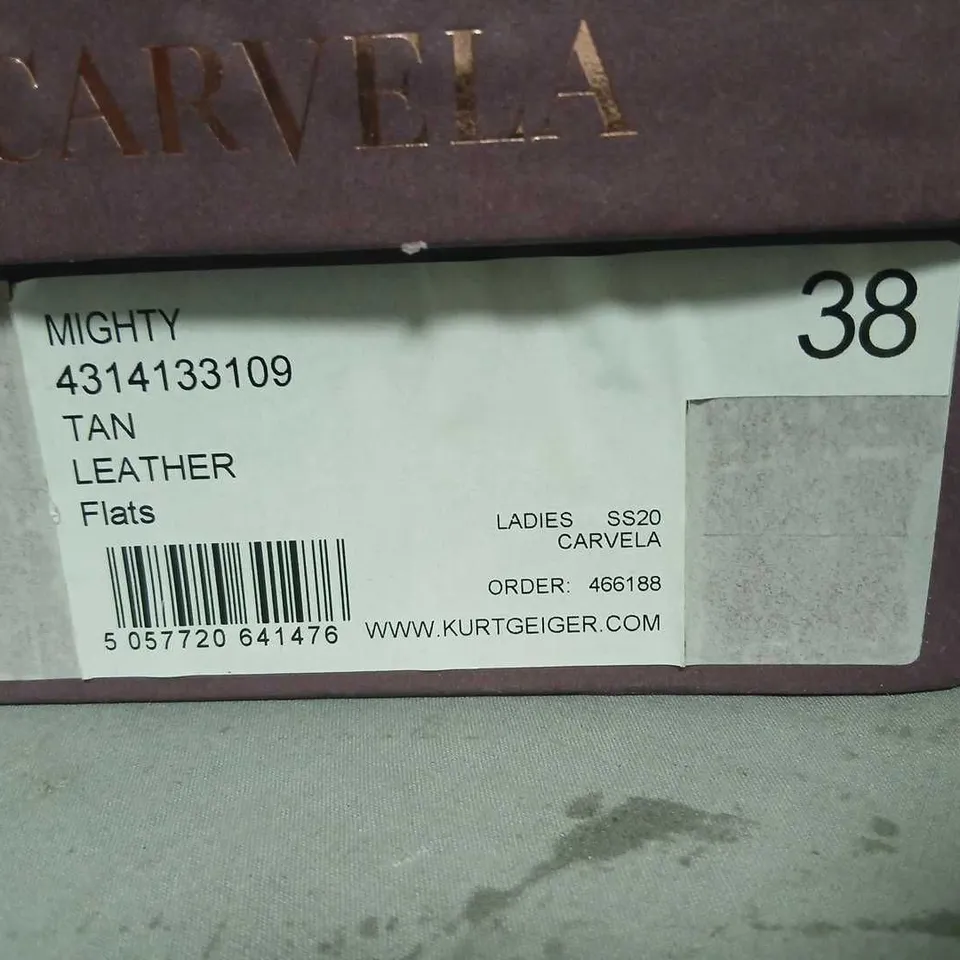 CARVELA
38
MIGHTY
4314133109
TAN
LEATHER
Flats
LADIES SS20
CARVELA
ORDER: 466188
WWW.KURTGEIGER.COM
5 057720 641476